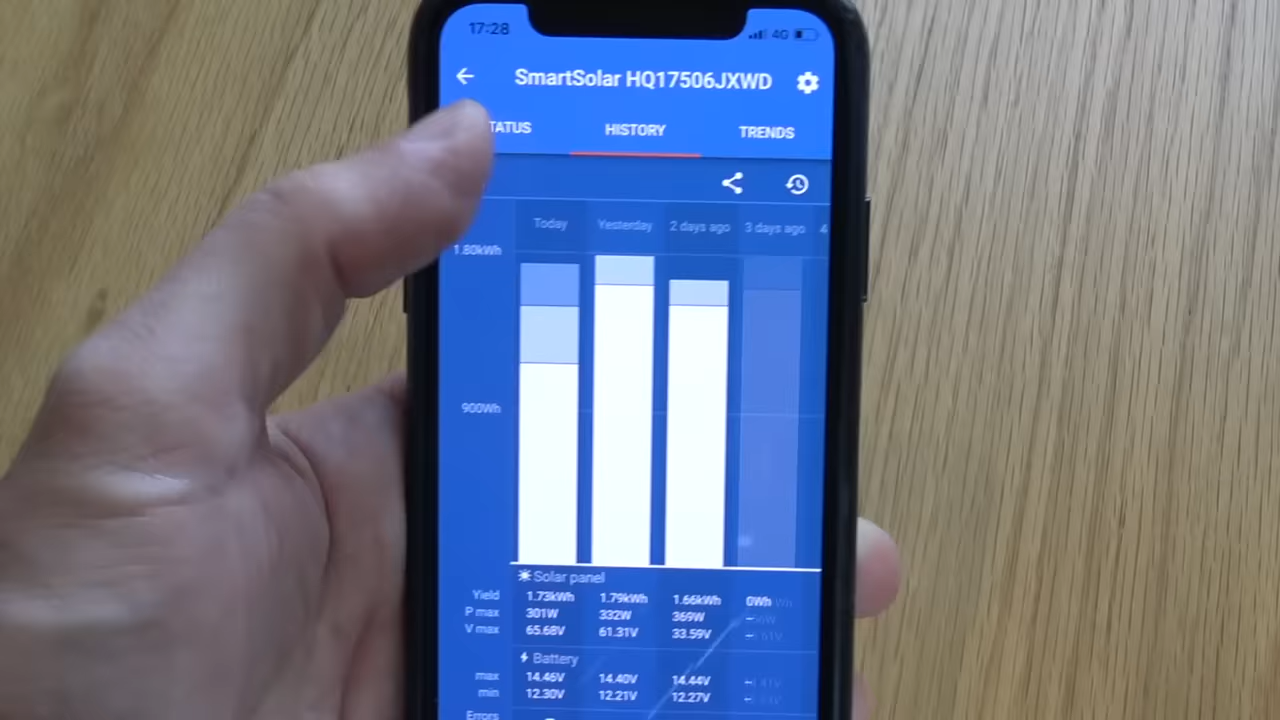 17:28 4G
SmartSolar HQ17506JXWD
TATUS HISTORY TRENDS
Today Yesterday 2 days ago 3 days ago 4
1.80kWh
900Wh
Solar panel
Yield 1.73kWh 1.79kWh 1.66kWh 0Wh
P max 301W 332W 369W
V max 65.68V 61.31V 33.59V
Battery
max 14.46V 14.40V 14.44V
min 12.30V 12.21V 12.27V
Errors